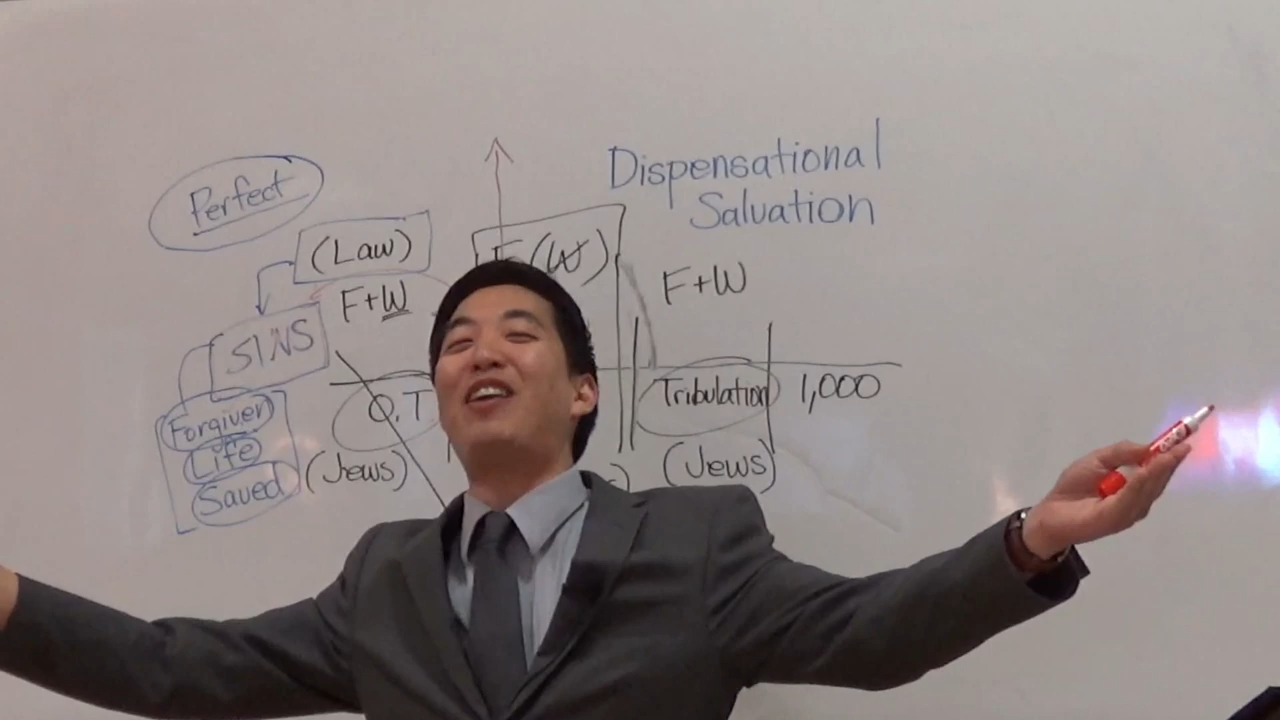 Dispensational
Salvation
Perfect
(Law)
(W)
F+W
F+W
SINS
O.T
Tribulation
1,000
Forgiven
Life
Saved
(Jews)
(Jews)